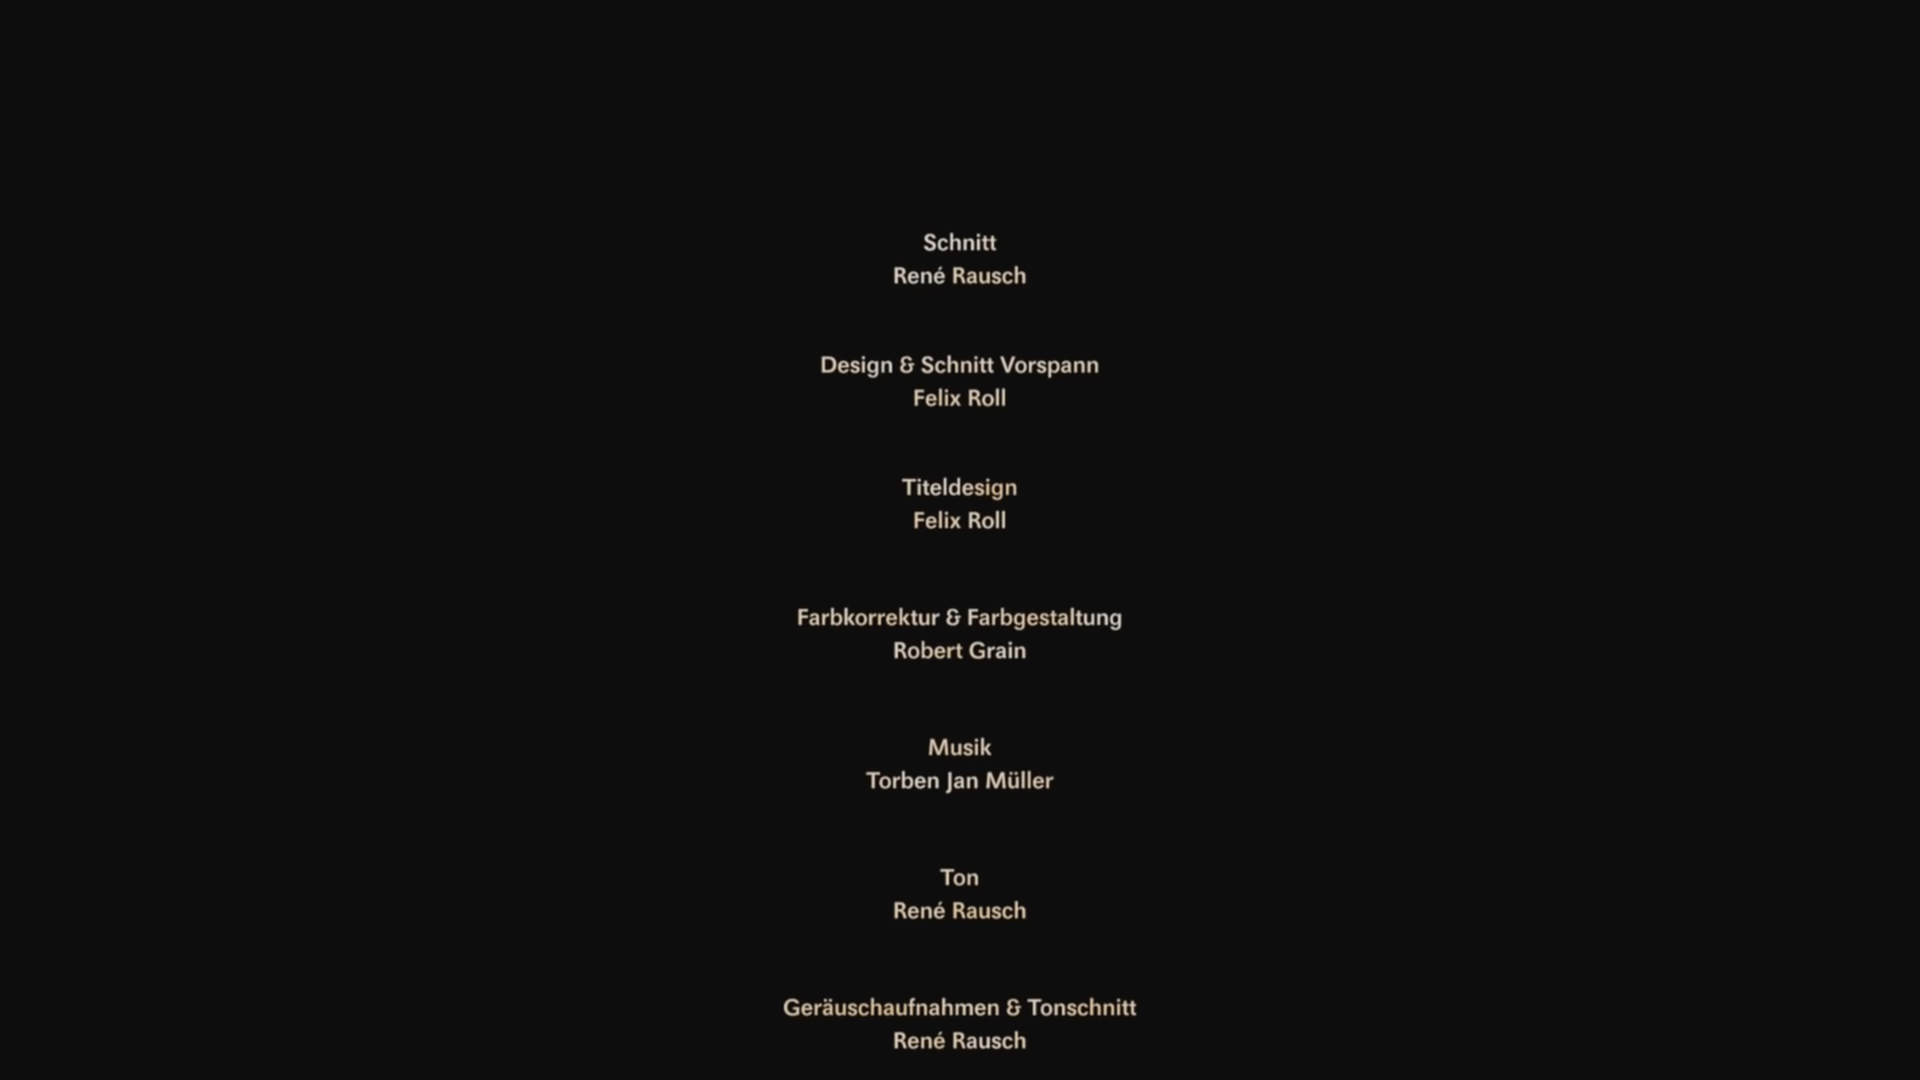 Schnitt
René Rausch
Design & Schnitt Vorspann
Felix Roll
Titeldesign
Felix Roll
Farbkorrektur & Farbgestaltung
Robert Grain
Musik
Torben Jan Müller
Ton
René Rausch
Geräuschaufnahmen & Tonschnitt
René Rausch